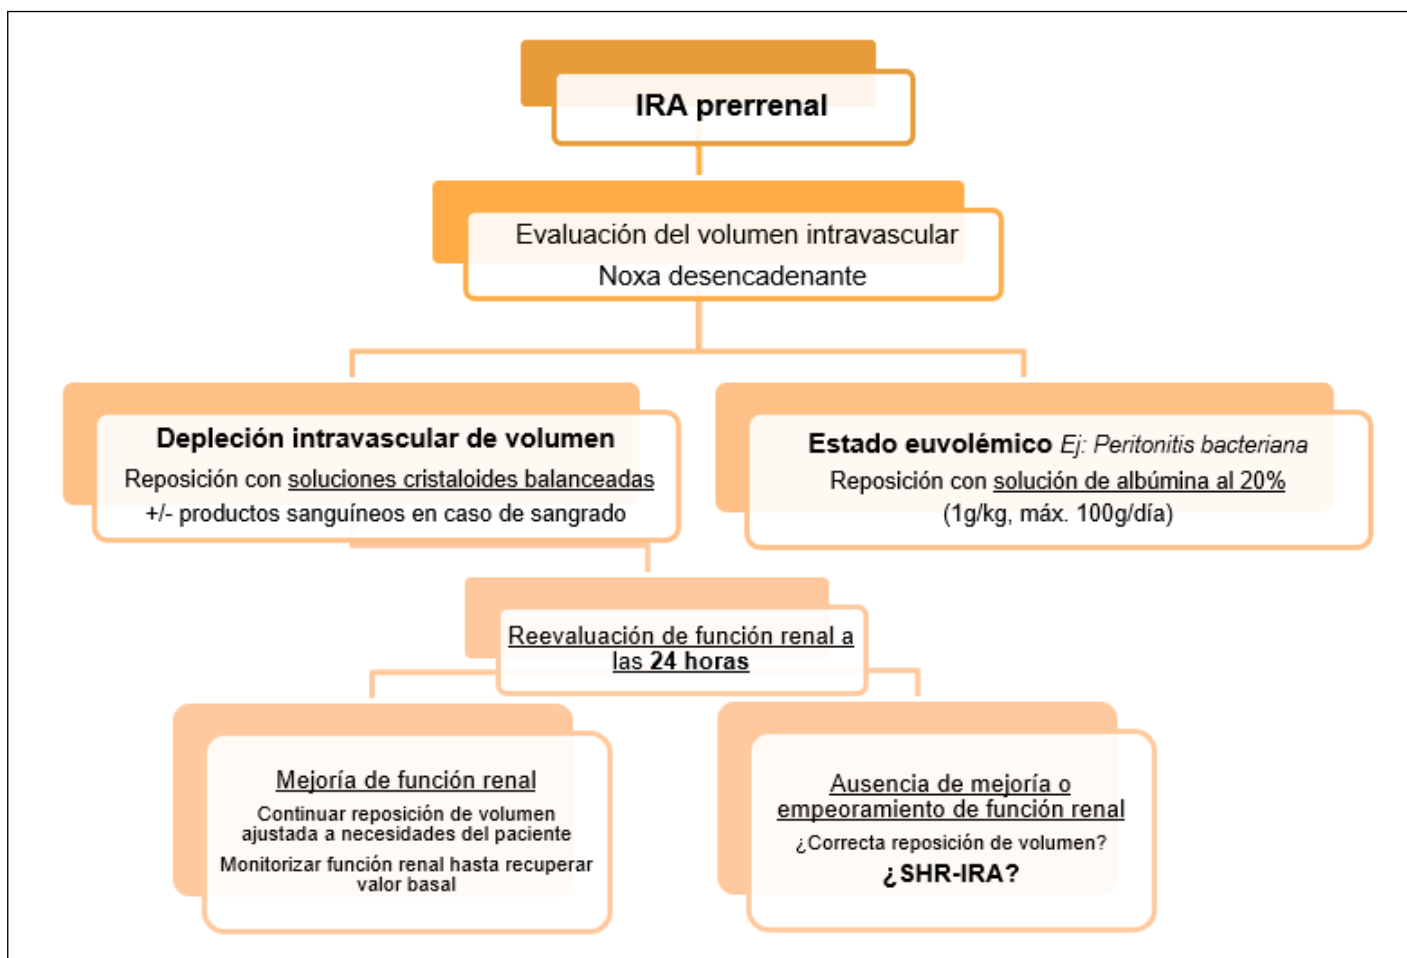 IRA prerrenal
Evaluación del volumen intravascular
Noxa desencadenante
Depleción intravascular de volumen
Reposición con soluciones cristaloides balanceadas
+/- productos sanguíneos en caso de sangrado
Estado euvolémico Ej: Peritonitis bacteriana
Reposición con solución de albúmina al 20%
(1g/kg, máx. 100g/día)
Reevaluación de función renal a
las 24 horas
Mejoría de función renal
Continuar reposición de volumen
ajustada a necesidades del paciente
Monitorizar función renal hasta recuperar
valor basal
Ausencia de mejoría o
empeoramiento de función renal
¿Correcta reposición de volumen?
¿SHR-IRA?